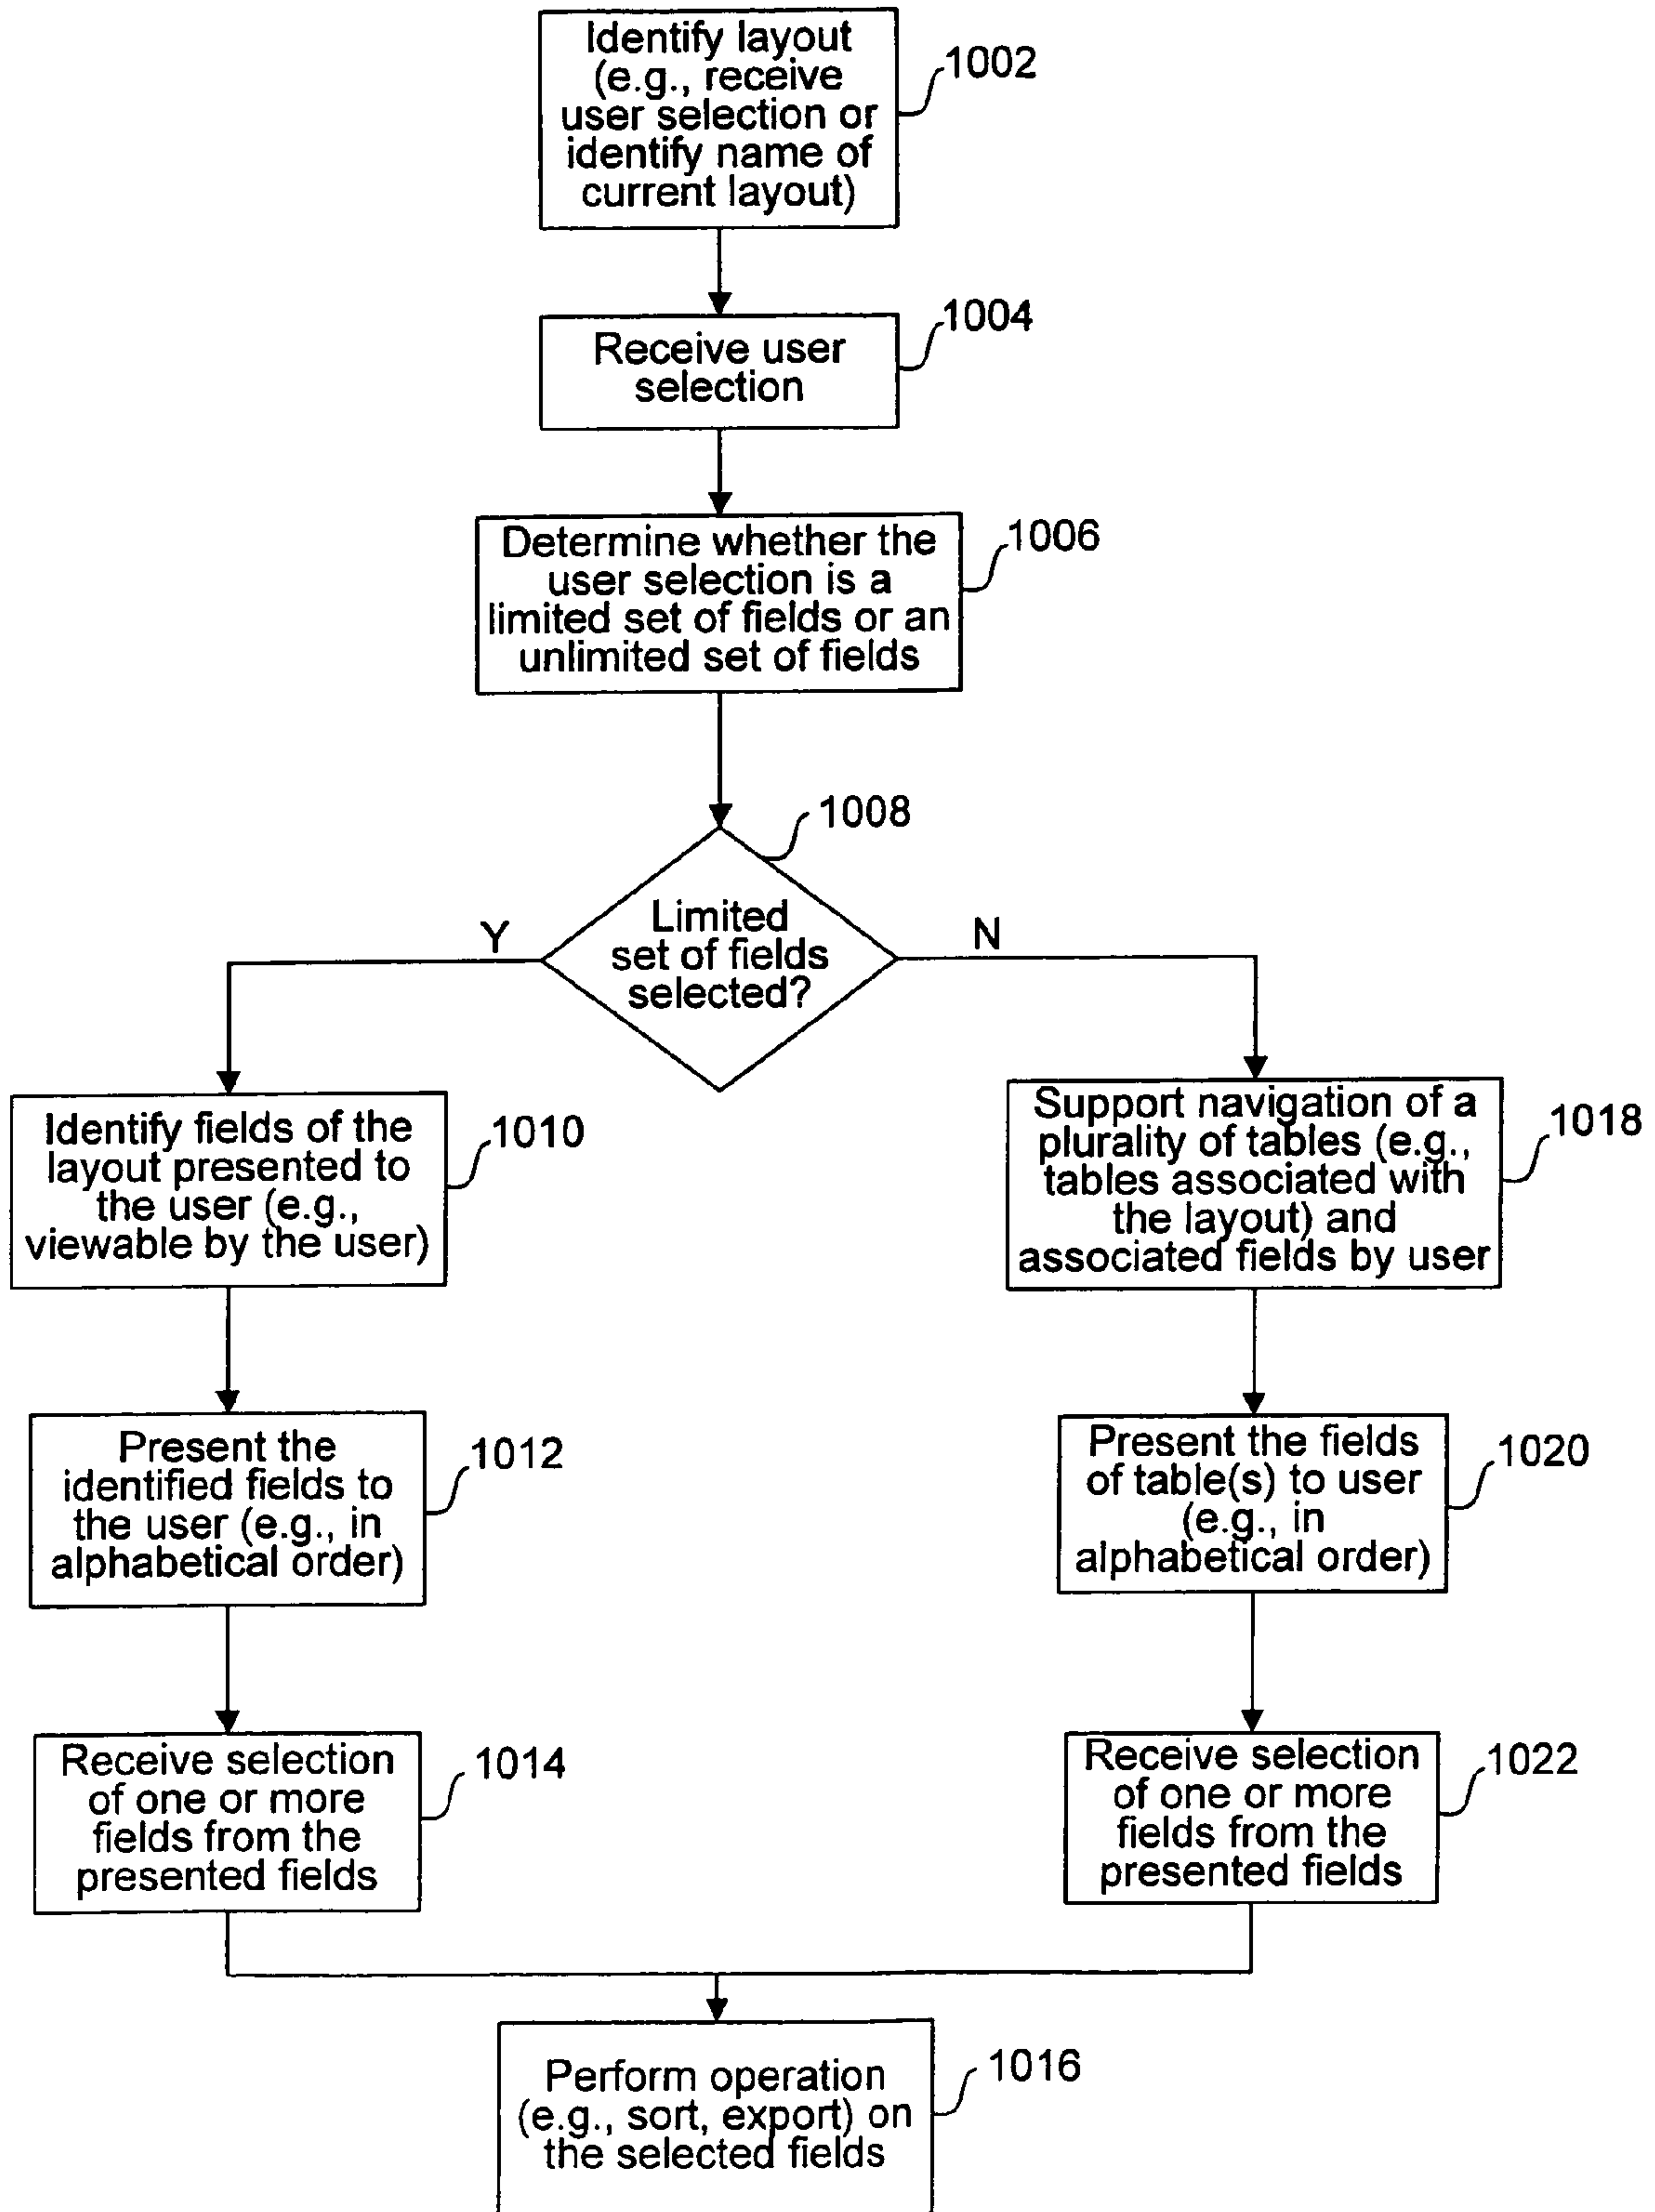 Identify layout
(e.g., receive
user selection or
identify name of
current layout)
1002
Receive user
selection
1004
Determine whether the
user selection is a
limited set of fields or an
unlimited set of fields
1006
1008
Limited
set of fields
selected?
Y
N
Identify fields of the
layout presented to
the user (e.g.,
viewable by the user)
1010
Support navigation of a
plurality of tables (e.g.,
tables associated with
the layout) and
associated fields by user
1018
Present the
identified fields to
the user (e.g., in
alphabetical order)
1012
Present the fields
of table(s) to user
(e.g., in
alphabetical order)
1020
Receive selection
of one or more
fields from the
presented fields
1014
Receive selection
of one or more
fields from the
presented fields
1022
Perform operation
(e.g., sort, export) on
the selected fields
1016